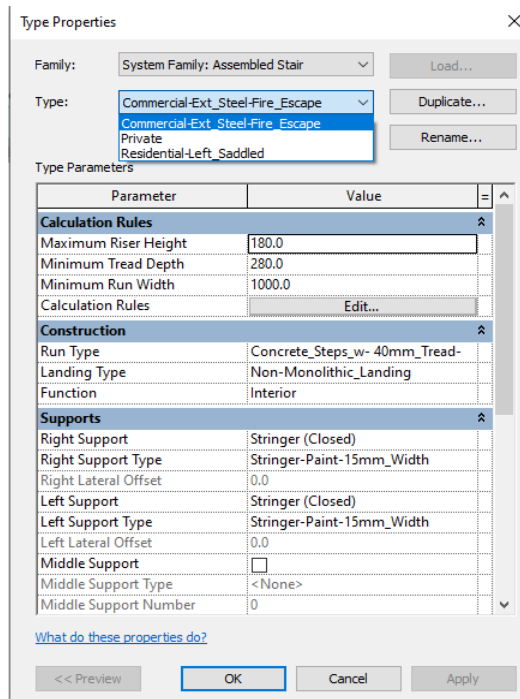 Type Properties
Family: System Family: Assembled Stair Load...
Type: Commercial-Ext_Steel-Fire_Escape Duplicate...
Commercial-Ext_Steel-Fire_Escape
Private
Residential-Left_Saddled
Rename...
Type Parameters
Parameter Value =
Calculation Rules
Maximum Riser Height 180.0
Minimum Tread Depth 280.0
Minimum Run Width 1000.0
Calculation Rules Edit...
Construction
Run Type Concrete_Steps_w- 40mm_Tread-
Landing Type Non-Monolithic_Landing
Function Interior
Supports
Right Support Stringer (Closed)
Right Support Type Stringer-Paint-15mm_Width
Right Lateral Offset 0.0
Left Support Stringer (Closed)
Left Support Type Stringer-Paint-15mm_Width
Left Lateral Offset 0.0
Middle Support
Middle Support Type <None>
Middle Support Number 0
What do these properties do?
<< Preview OK Cancel Apply